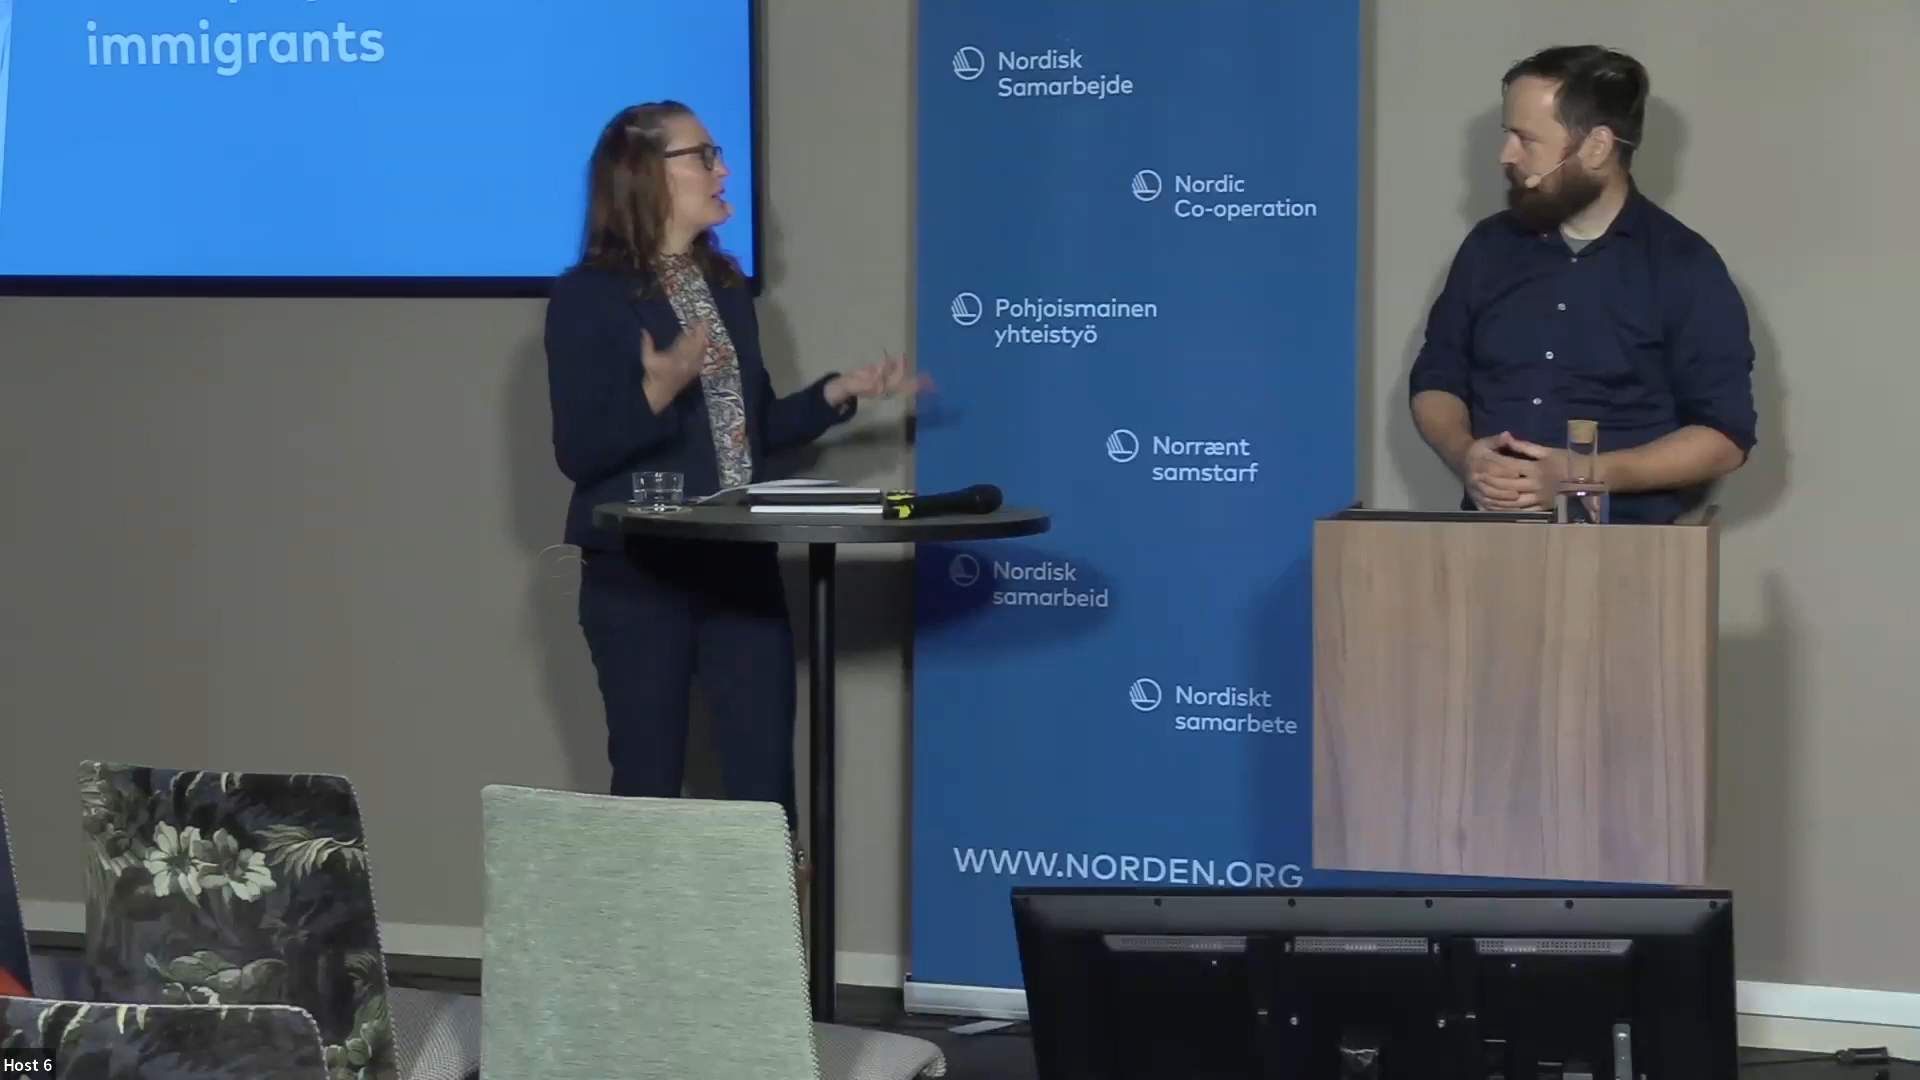 immigrants
Nordisk
Samarbejde
Nordic
Co-operation
Pohjoismainen
yhteistyö
Norrænt
samstarf
Nordisk
samarbeid
Nordiskt
samarbete
WWW.NORDEN.ORG
Host 6